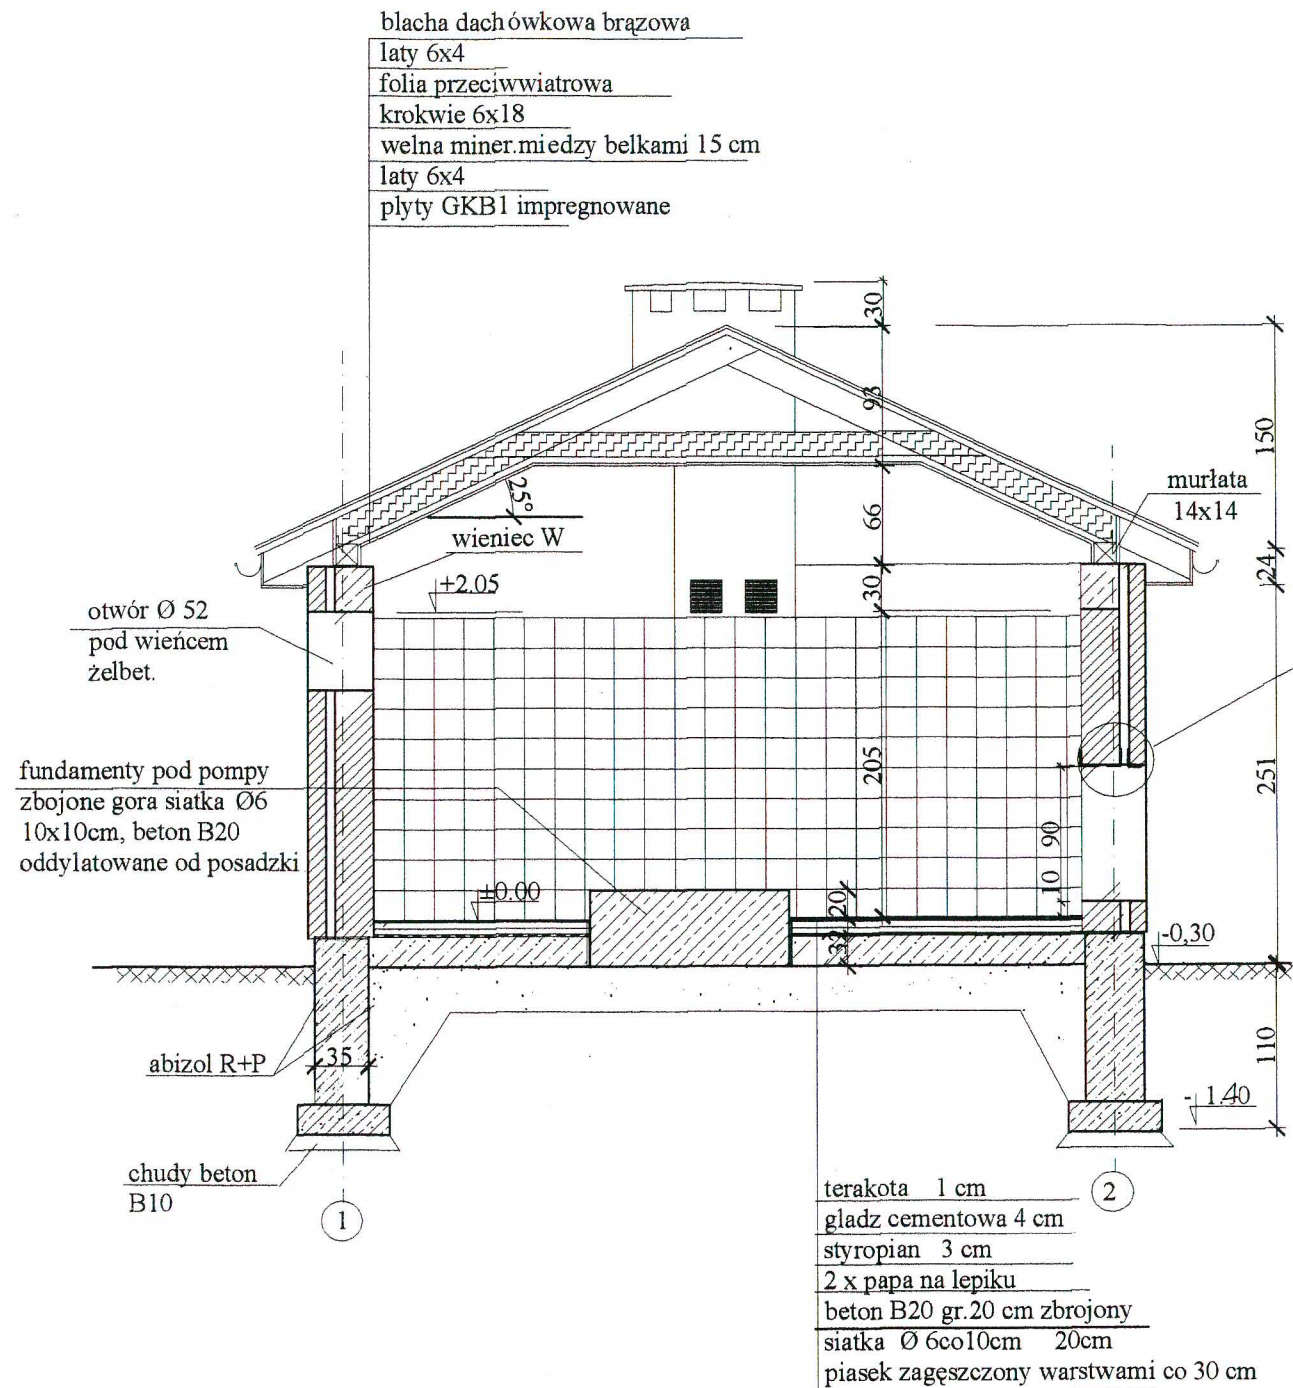 blacha dachówkowa brązowa
laty 6x4
folia przeciwwiatrowa
krokwie 6x18
welna miner.miedzy belkami 15 cm
laty 6x4
plyty GKB1 impregnowane
30
93
150
25°
66
murłata
14x14
wieniec W
24
+2.05
30
otwór Ø 52
pod wieńcem
żelbet.
205
251
fundamenty pod pompy
zbojone gora siatka Ø6
10x10cm, beton B20
oddylatowane od posadzki
90
10
±0.00
20
32
-0,30
abizol R+P
35
110
- 1.40
chudy beton
B10
1
2
terakota 1 cm
gladz cementowa 4 cm
styropian 3 cm
2 x papa na lepiku
beton B20 gr.20 cm zbrojony
siatka Ø 6co10cm 20cm
piasek zagęszczony warstwami co 30 cm